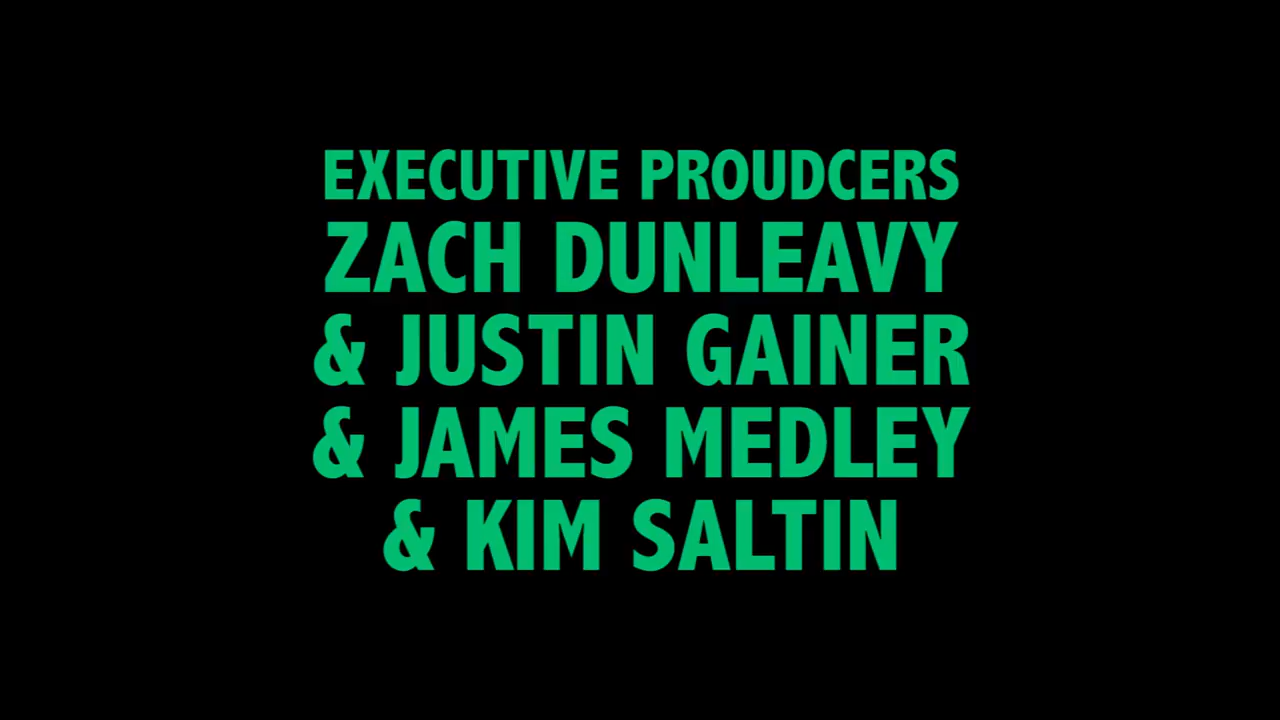 EXECUTIVE PROUDCERS
ZACH DUNLEAVY
& JUSTIN GAINER
& JAMES MEDLEY
& KIM SALTIN